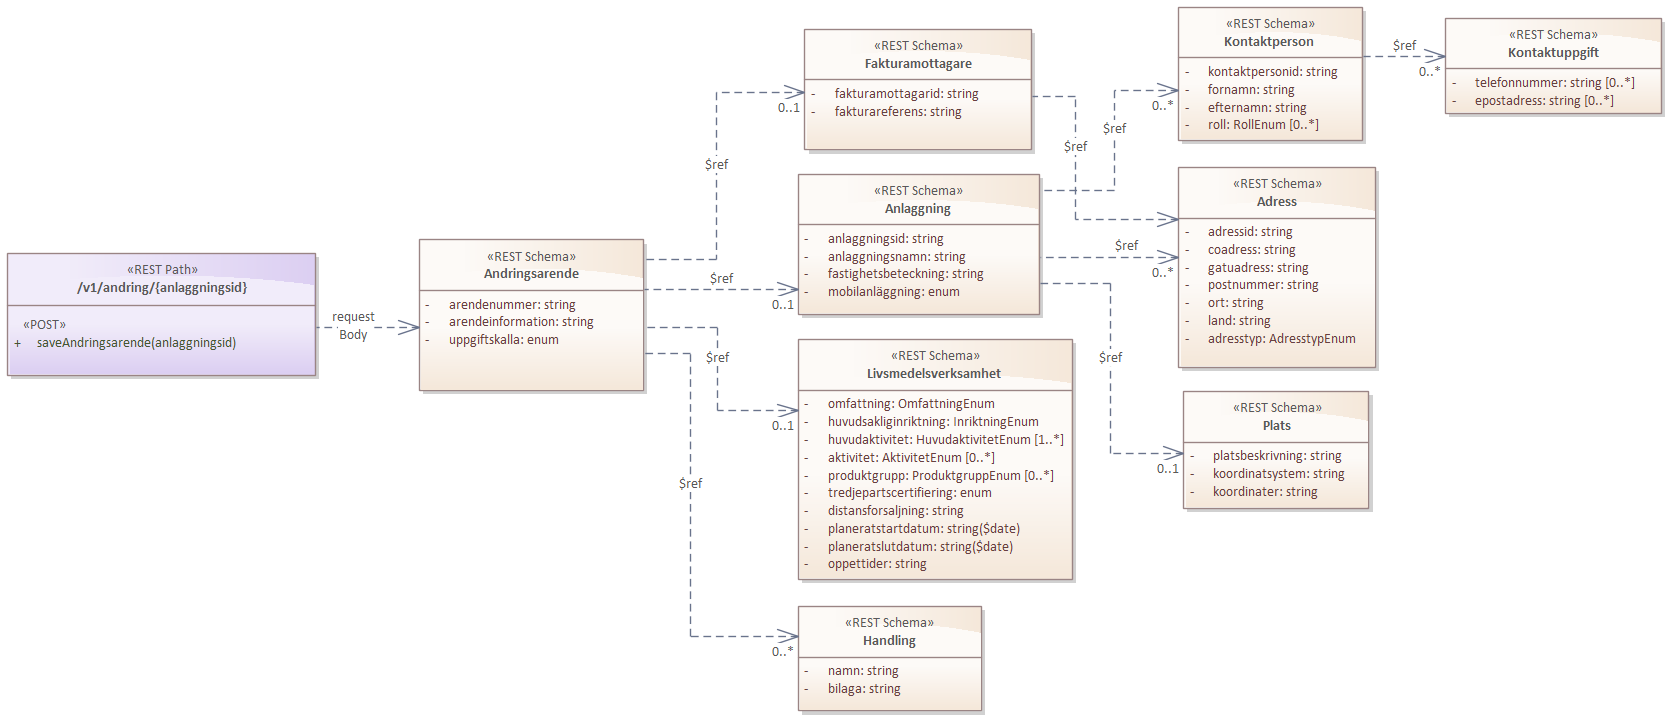 «REST Path»
/v1/andring/{anlaggningsid}
«POST»
+ saveAndringsarende(anlaggningsid)
request
Body
«REST Schema»
Andringsarende
- arendenummer: string
- arendeinformation: string
- uppgiftskalla: enum
$ref
0..1
$ref
0..1
$ref
0..1
$ref
0..*
«REST Schema»
Fakturamottagare
- fakturamottagarid: string
- fakturareferens: string
«REST Schema»
Anlaggning
- anlaggningsid: string
- anlaggningsnamn: string
- fastighetsbeteckning: string
- mobilanläggning: enum
«REST Schema»
Livsmedelsverksamhet
- omfattning: OmfattningEnum
- huvudsakliginriktning: InriktningEnum
- huvudaktivitet: HuvudaktivitetEnum [1..*]
- aktivitet: AktivitetEnum [0..*]
- produktgrupp: ProduktgruppEnum [0..*]
- tredjepartscertifiering: enum
- distansforsaljning: string
- planeratstartdatum: string($date)
- planeratslutdatum: string($date)
- oppettider: string
«REST Schema»
Handling
- namn: string
- bilaga: string
$ref
$ref
0..*
$ref
0..*
$ref
0..1
«REST Schema»
Kontaktperson
- kontaktpersonid: string
- fornamn: string
- efternamn: string
- roll: RollEnum [0..*]
«REST Schema»
Adress
- adressid: string
- coadress: string
- gatuadress: string
- postnummer: string
- ort: string
- land: string
- adresstyp: AdresstypEnum
«REST Schema»
Plats
- platsbeskrivning: string
- koordinatsystem: string
- koordinater: string
$ref
0..*
«REST Schema»
Kontaktuppgift
- telefonnummer: string [0..*]
- epostadress: string [0..*]